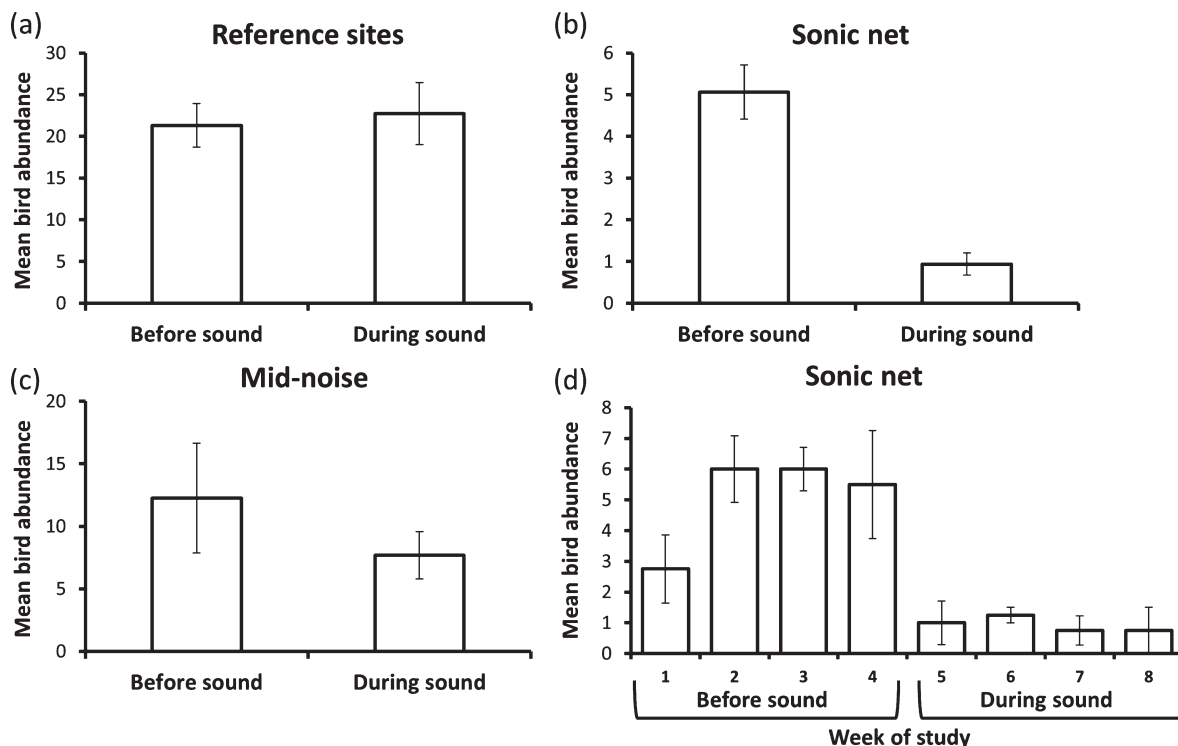 (a)
Reference sites
Mean bird abundance
30
25
20
15
10
5
0
Before sound During sound
(b)
Sonic net
Mean bird abundance
6
5
4
3
2
1
0
Before sound During sound
(c)
Mid-noise
Mean bird abundance
20
15
10
5
0
Before sound During sound
(d)
Sonic net
Mean bird abundance
8
7
6
5
4
3
2
1
0
1 2 3 4 5 6 7 8
Before sound During sound
Week of study